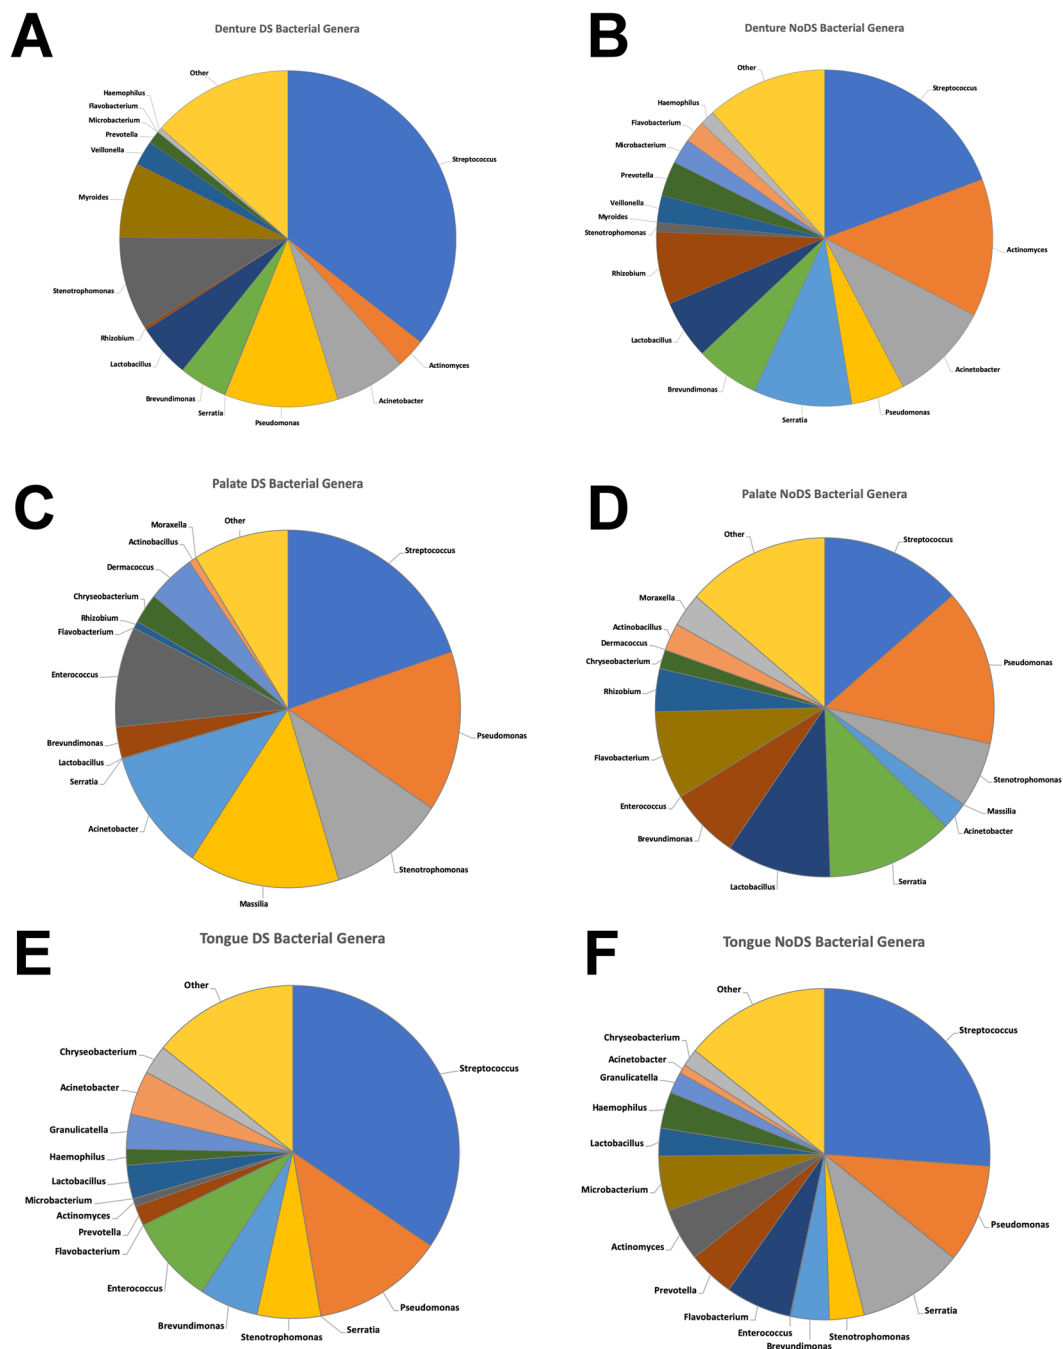 A
Denture DS Bacterial Genera
Other
Haemophilus
Flavobacterium
Microbacterium
Prevotella
Veillonella
Myroides
Stenotrophomonas
Rhizobium
Lactobacillus
Brevundimonas
Serratia
Pseudomonas
Acinetobacter
Actinomyces
Streptococcus
B
Denture NoDS Bacterial Genera
Other
Haemophilus
Flavobacterium
Microbacterium
Prevotella
Veillonella
Myroides
Stenotrophomonas
Rhizobium
Lactobacillus
Brevundimonas
Serratia
Pseudomonas
Acinetobacter
Actinomyces
Streptococcus
C
Palate DS Bacterial Genera
Other
Moraxella
Actinobacillus
Dermacoccus
Chryseobacterium
Rhizobium
Flavobacterium
Enterococcus
Brevundimonas
Lactobacillus
Serratia
Acinetobacter
Massilia
Stenotrophomonas
Pseudomonas
Streptococcus
D
Palate NoDS Bacterial Genera
Other
Moraxella
Actinobacillus
Dermacoccus
Chryseobacterium
Rhizobium
Flavobacterium
Enterococcus
Brevundimonas
Lactobacillus
Serratia
Acinetobacter
Massilia
Stenotrophomonas
Pseudomonas
Streptococcus
E
Tongue DS Bacterial Genera
Other
Chryseobacterium
Acinetobacter
Granulicatella
Haemophilus
Lactobacillus
Microbacterium
Actinomyces
Prevotella
Flavobacterium
Enterococcus
Brevundimonas
Stenotrophomonas
Serratia
Pseudomonas
Streptococcus
F
Tongue NoDS Bacterial Genera
Other
Chryseobacterium
Acinetobacter
Granulicatella
Haemophilus
Lactobacillus
Microbacterium
Actinomyces
Prevotella
Flavobacterium
Enterococcus
Brevundimonas
Stenotrophomonas
Serratia
Pseudomonas
Streptococcus